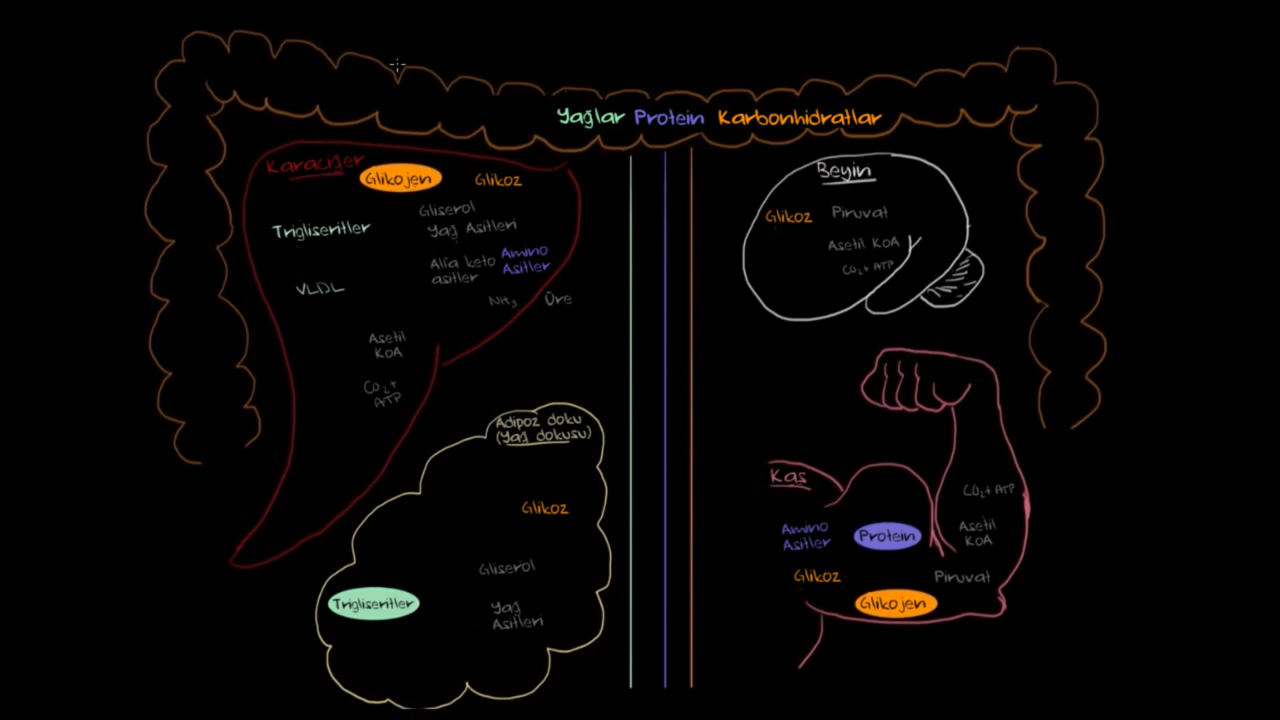 Yağlar Protein Karbonhidratlar
Karaciğer
Glikojen
Glikoz
Gliserol
Trigliseritler
Yağ Asitleri
Alfa keto
asitler
Amino
Asitler
VLDL
NH3
Üre
Asetil
KoA
CO2+
ATP
Beyin
Glikoz
Piruvat
Asetil KOA
CO2+ ATP
Adipoz doku
(Yağ dokusu)
Glikoz
Gliserol
Trigliseritler
Yağ
Asitleri
Kas
CO2+ ATP
Amino
Asitler
Protein
Asetil
KOA
Glikoz
Piruvat
Glikojen